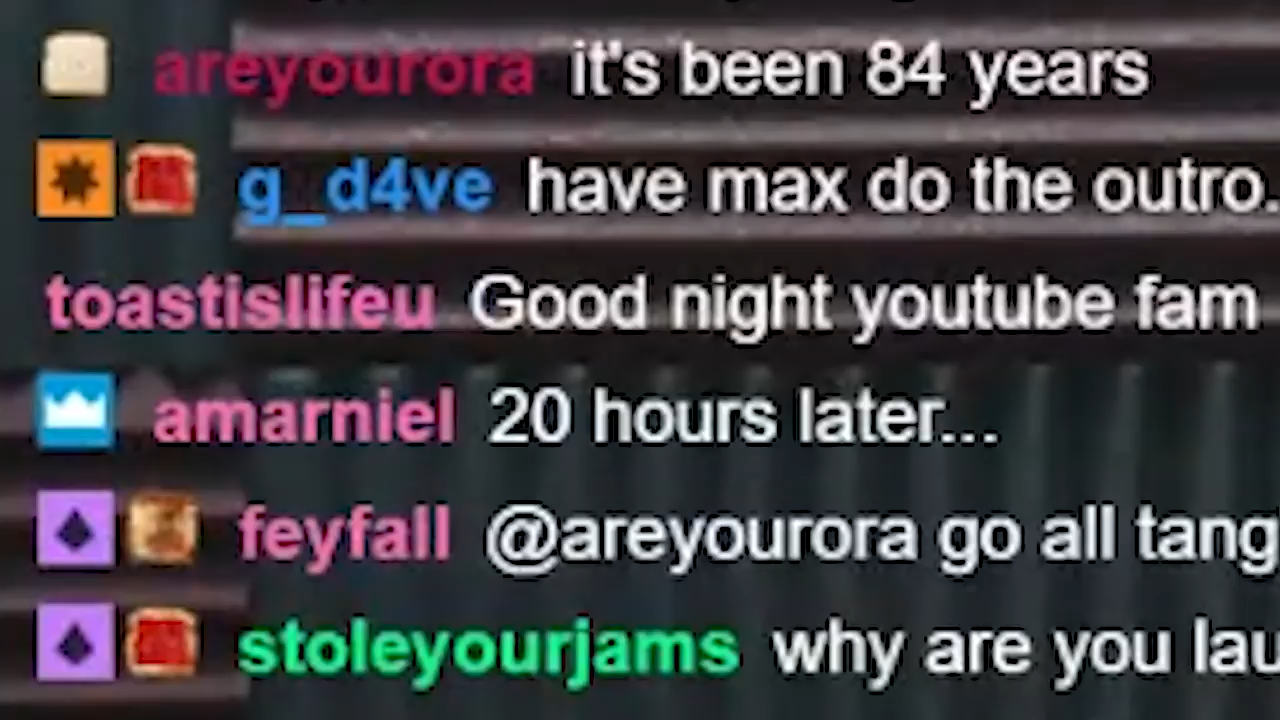 areyourora it's been 84 years
g_d4ve have max do the outro.
toastislifeu Good night youtube fam
amarniel 20 hours later...
feyfall @areyourora go all tang
stoleyourjams why are you lau